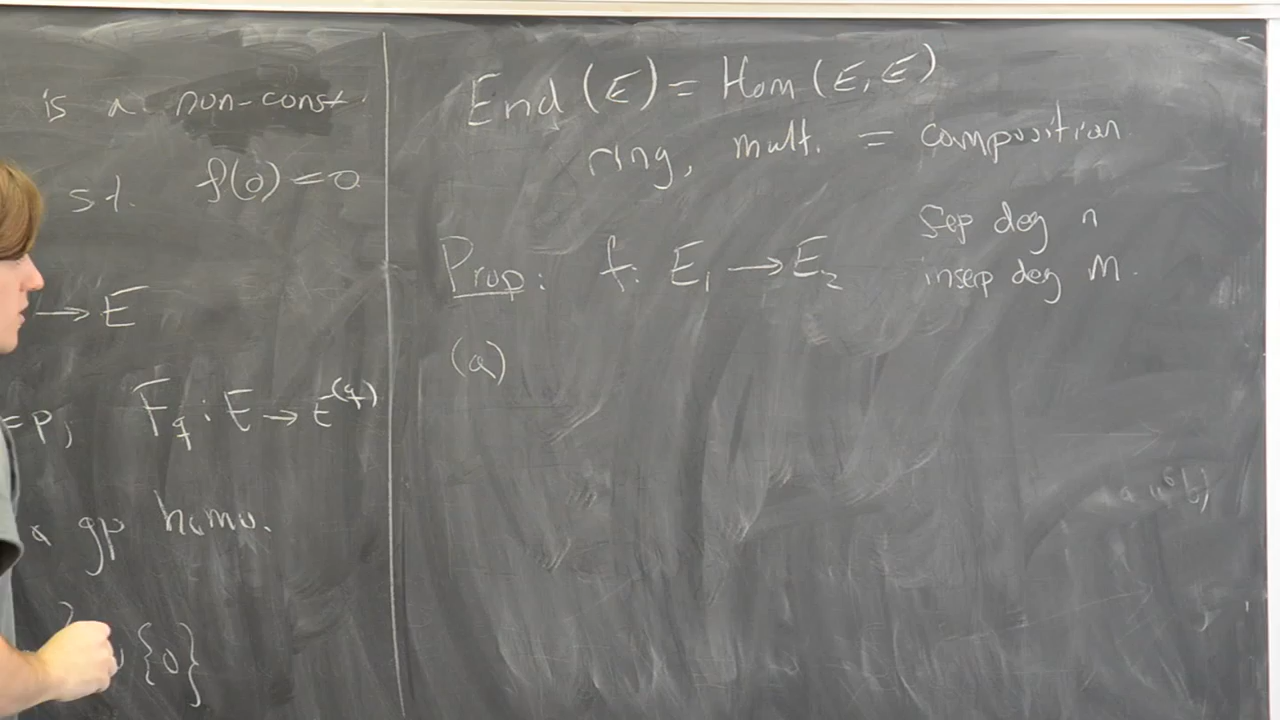 is a non-const.
st. f(0)=0
→ E
=p, F_q : E → E^(q)
a gp homo.
{0}
End (E) = Hom (E, E)
ring, mult. = composition
Prop: f: E_1 → E_2
sep deg n
insep deg m.
(a)